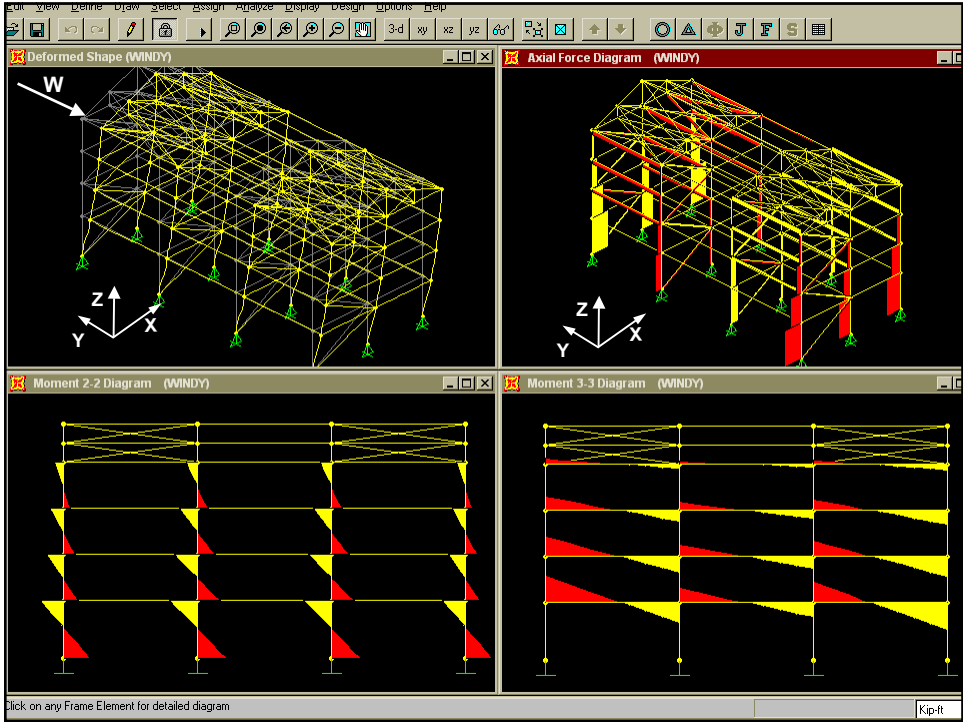 Edit View Define Draw Select Assign Analyze Display Design Options Help
3-d xy xz yz J F S
Deformed Shape (WINDY)
Axial Force Diagram (WINDY)
W
Z
X
Y
Z
X
Y
Moment 2-2 Diagram (WINDY)
Moment 3-3 Diagram (WINDY)
Click on any Frame Element for detailed diagram
Kip-ft